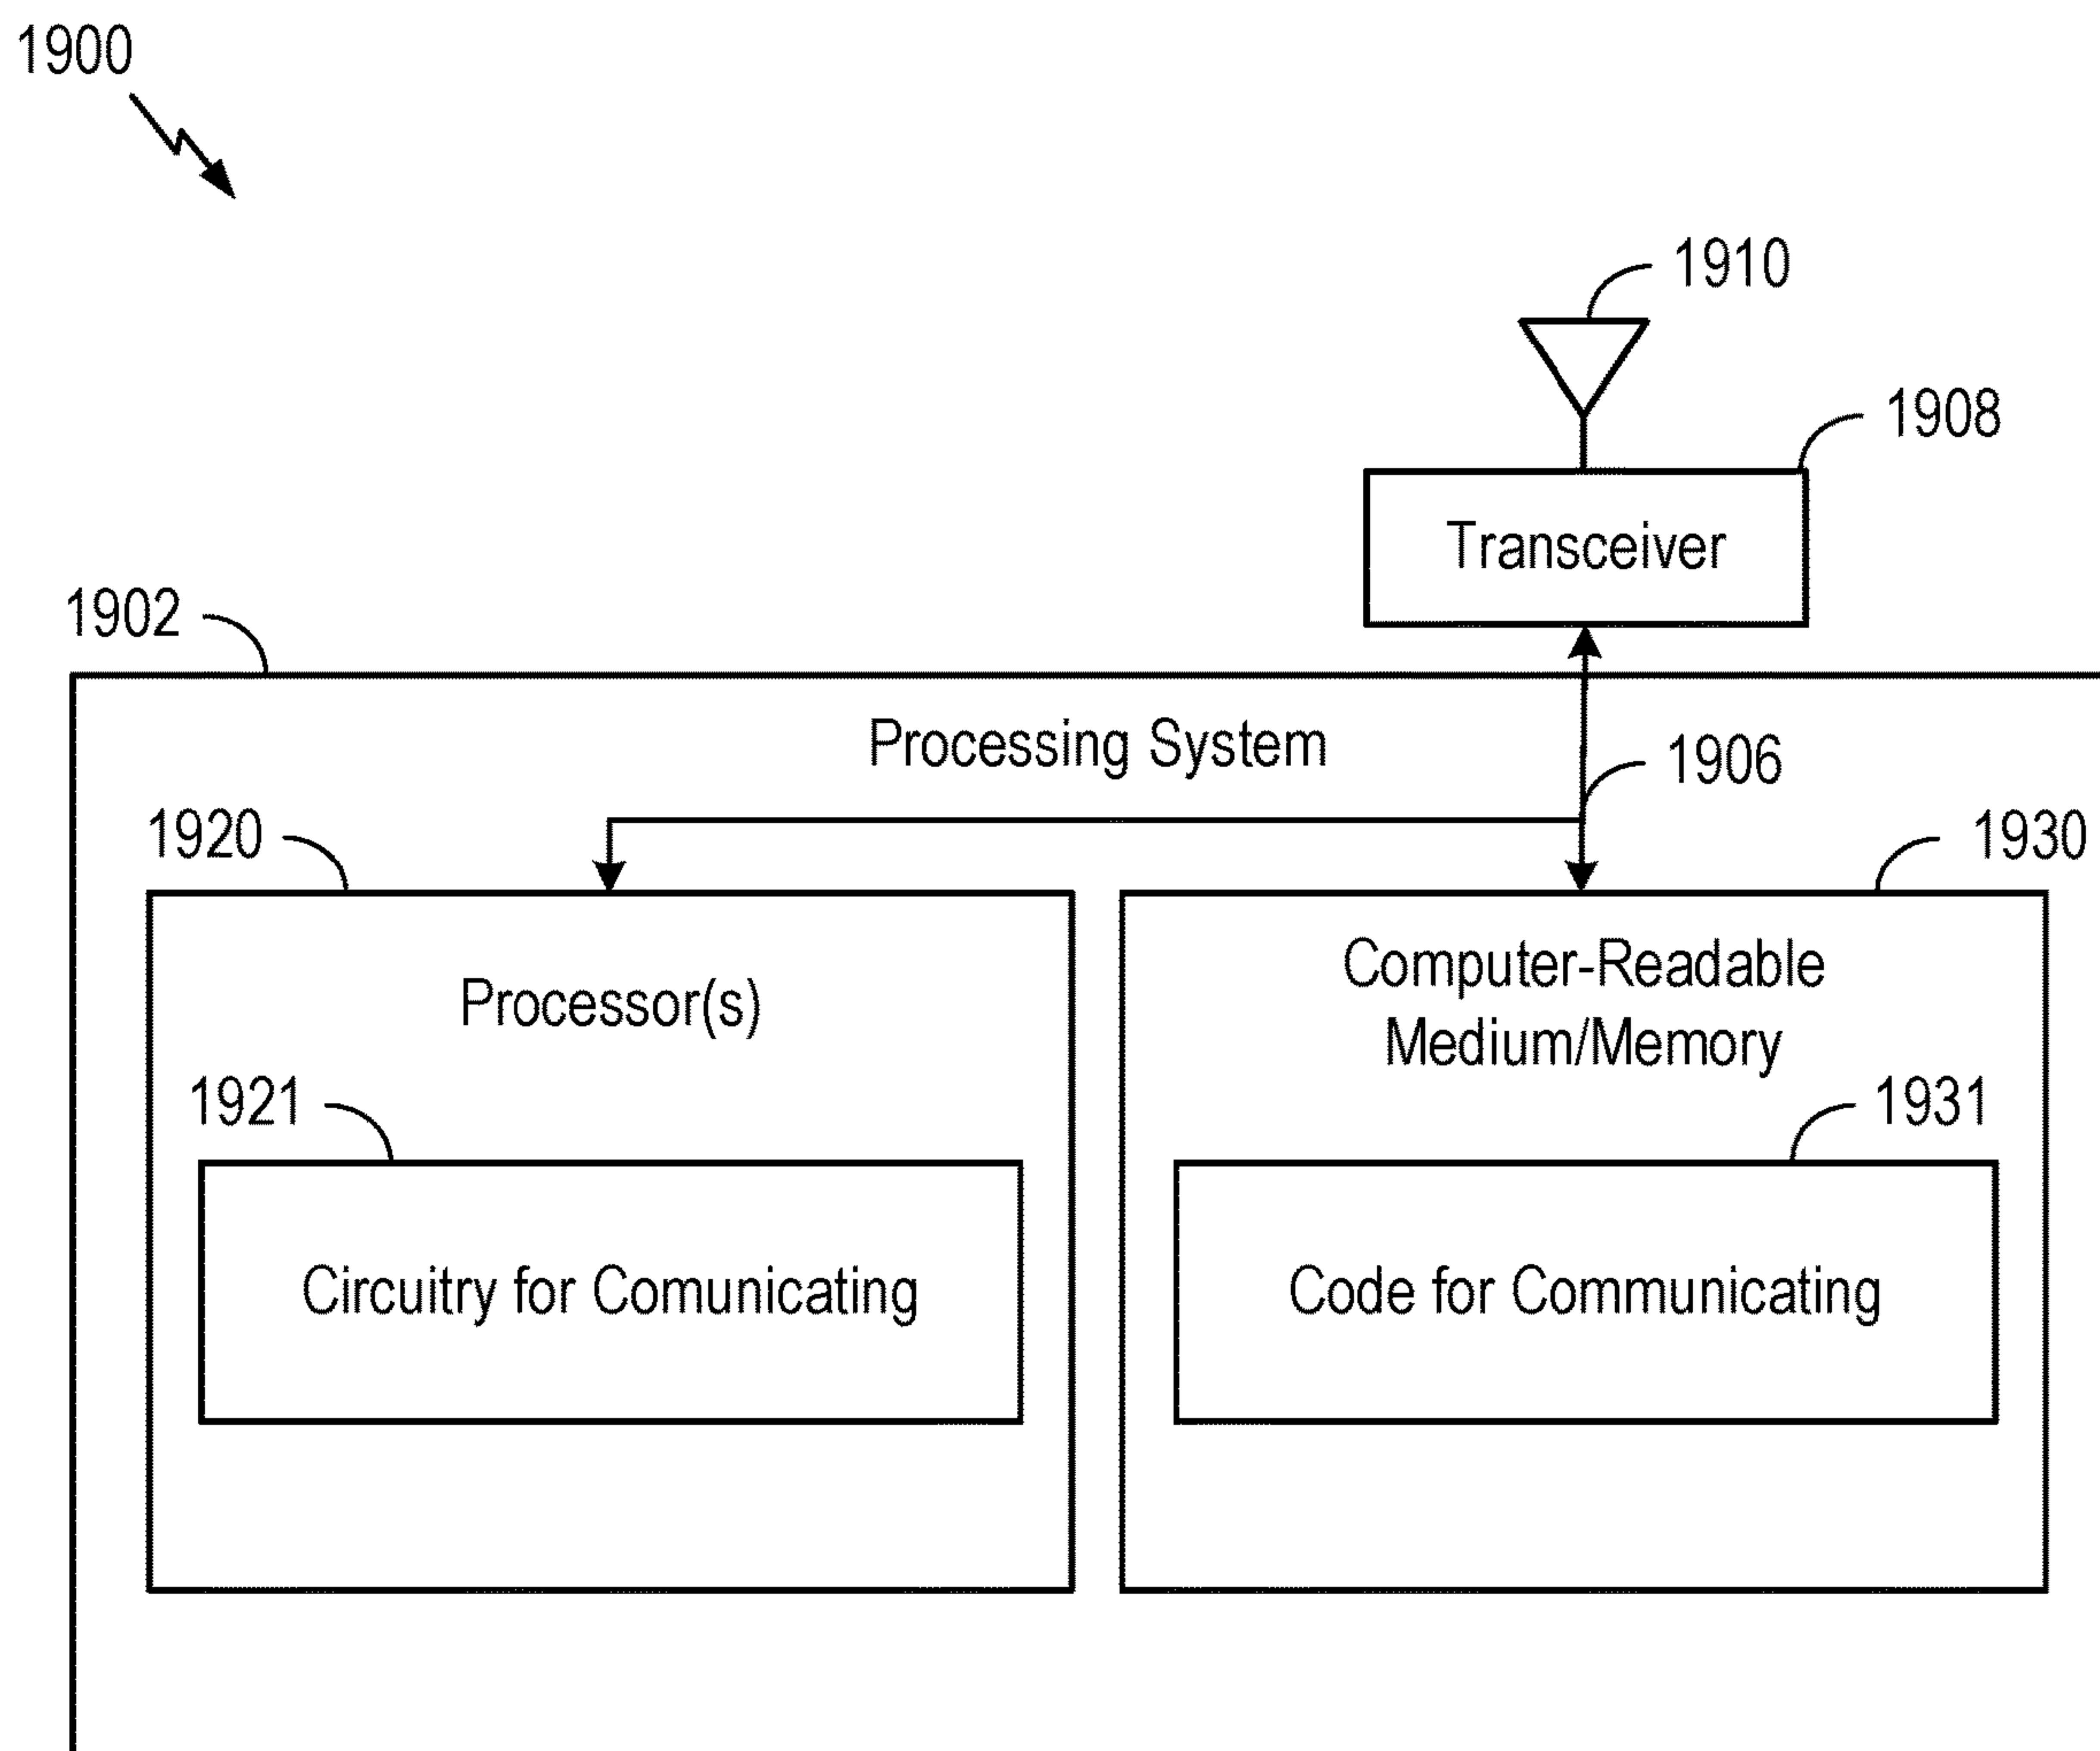 1900
1910
1908
Transceiver
1902
Processing System
1906
1920
1930
Processor(s)
Computer-Readable
Medium/Memory
1921
1931
Circuitry for Comunicating
Code for Communicating